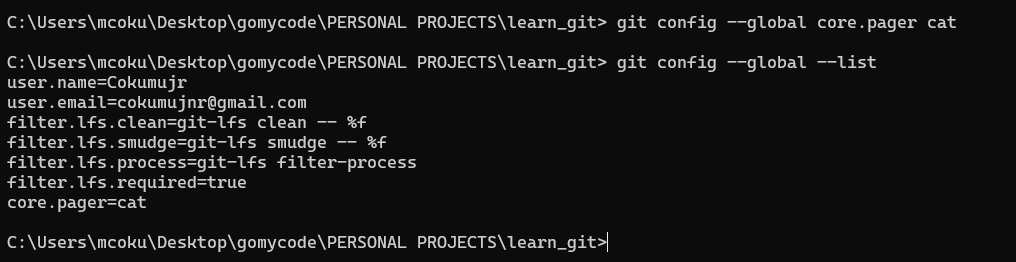 C:\Users\mcoku\Desktop\gomycode\PERSONAL PROJECTS\learn_git> git config --global core.pager cat
C:\Users\mcoku\Desktop\gomycode\PERSONAL PROJECTS\learn_git> git config --global --list
user.name=Cokumujr
user.email=cokumujnr@gmail.com
filter.lfs.clean=git-lfs clean -- %f
filter.lfs.smudge=git-lfs smudge -- %f
filter.lfs.process=git-lfs filter-process
filter.lfs.required=true
core.pager=cat
C:\Users\mcoku\Desktop\gomycode\PERSONAL PROJECTS\learn_git>